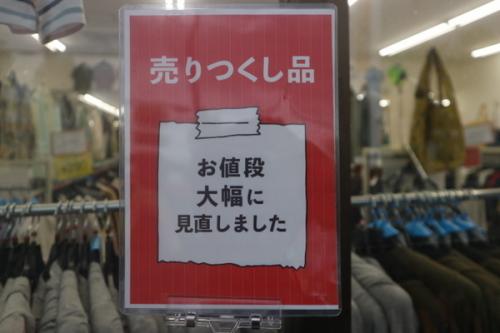 売りつくし品
お値段
大幅に
見直しました